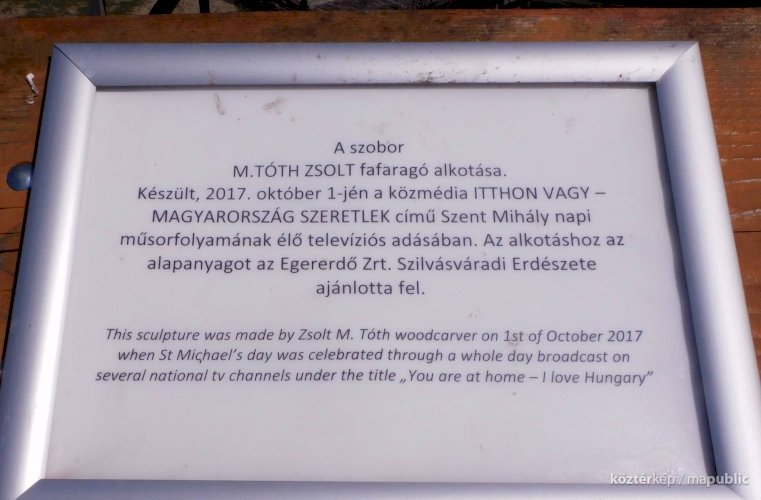 A szobor
M.TÓTH ZSOLT fafaragó alkotása.
Készült, 2017. október 1-jén a közmédia ITTHON VAGY –
MAGYARORSZÁG SZERETLEK című Szent Mihály napi
műsorfolyamának élő televíziós adásában. Az alkotáshoz az
alapanyagot az Egererdő Zrt. Szilvásváradi Erdészete
ajánlotta fel.
This sculpture was made by Zsolt M. Tóth woodcarver on 1st of October 2017
when St Michael's day was celebrated through a whole day broadcast on
several national tv channels under the title „You are at home – I love Hungary"
köztérkép / mapublic